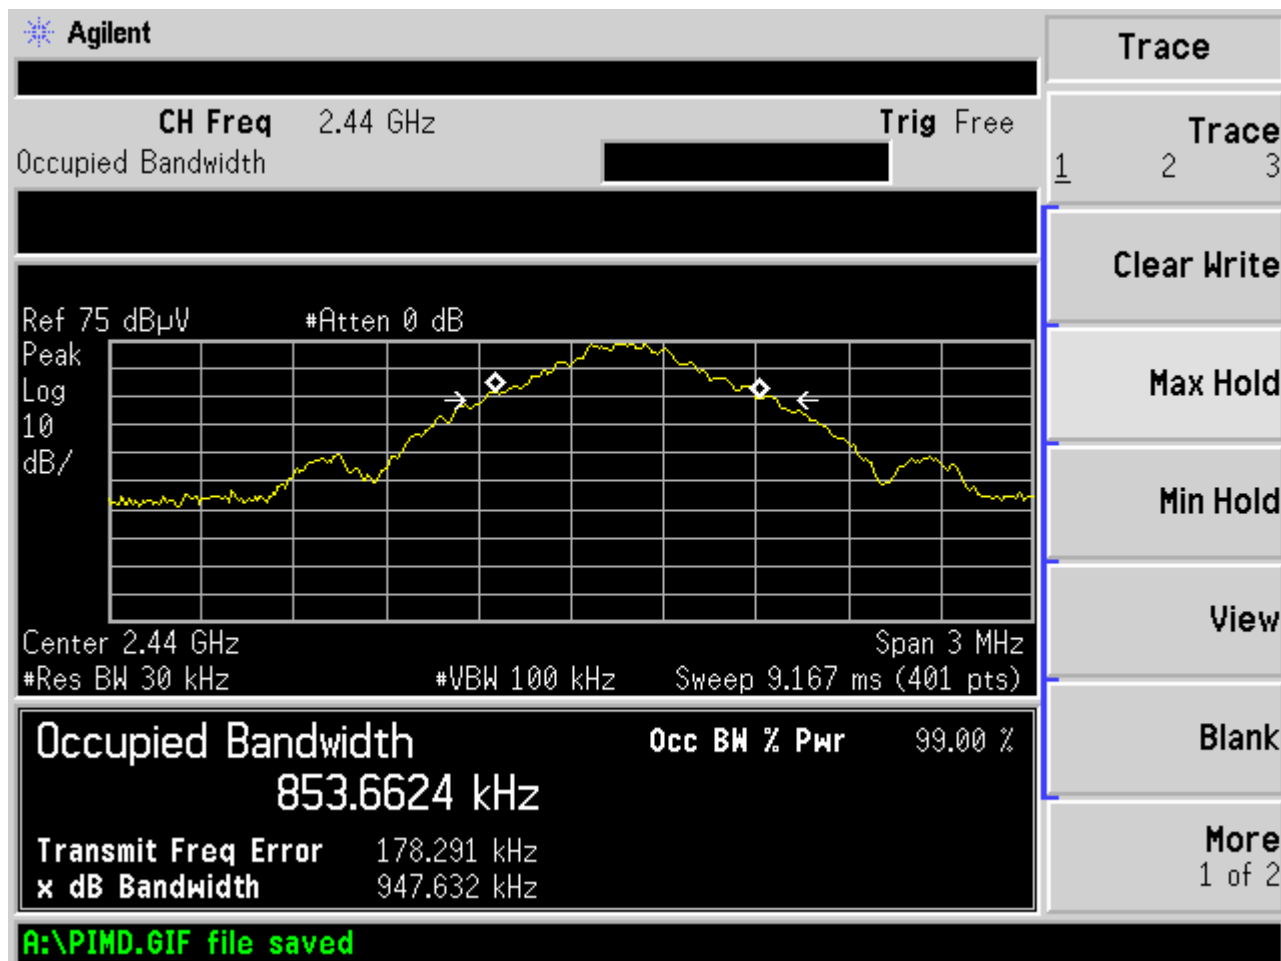 Agilent
Trace
CH Freq 2.44 GHz Trig Free
Occupied Bandwidth
Trace
1 2 3
Clear Write
Ref 75 dBµV #Atten 0 dB
Peak
Log
10
dB/
Max Hold
Min Hold
View
Center 2.44 GHz Span 3 MHz
#Res BW 30 kHz #VBW 100 kHz Sweep 9.167 ms (401 pts)
Occupied Bandwidth Occ BW % Pwr 99.00 %
853.6624 kHz
Blank
Transmit Freq Error 178.291 kHz
x dB Bandwidth 947.632 kHz
More
1 of 2
A:\PIMD.GIF file saved